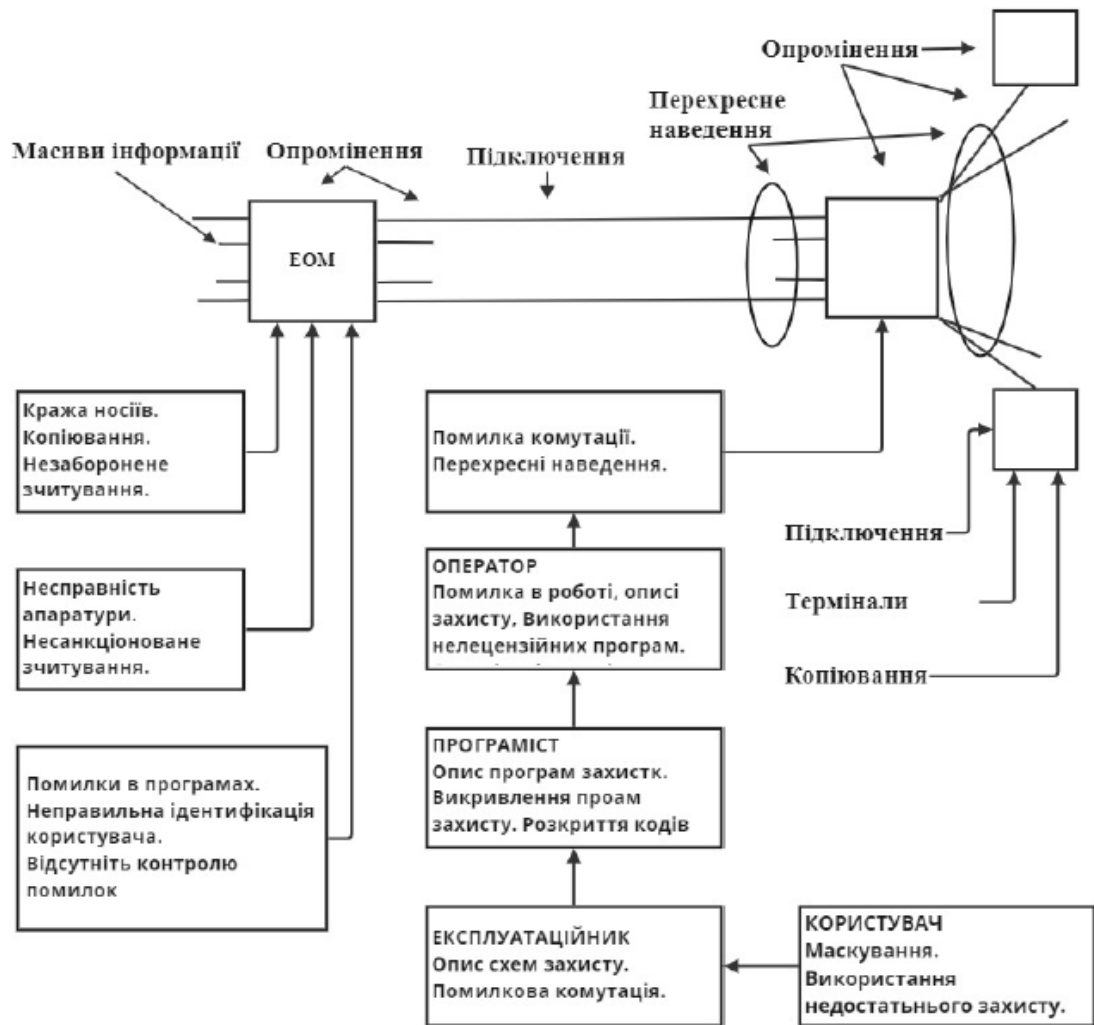 Опромінення
Перехресне
наведення
Масиви інформації
Опромінення
Підключення
ЕОМ
Кража носіїв.
Копіювання.
Незаборонене
зчитування.
Помилка комутації.
Перехресні наведення.
Підключення
Несправність
апаратури.
Несанкціоноване
зчитування.
ОПЕРАТОР
Помилка в роботі, описі
захисту, Використання
нелецензійних програм.
Термінали
Копіювання
Помилки в програмах.
Неправильна ідентифікація
користувача.
Відсутніть контролю
помилок
ПРОГРАМІСТ
Опис програм захистк.
Викривлення проам
захисту. Розкриття кодів
ЕКСПЛУАТАЦІЙНИК
Опис схем захисту.
Помилкова комутація.
КОРИСТУВАЧ
Маскування.
Використання
недостатнього захисту.